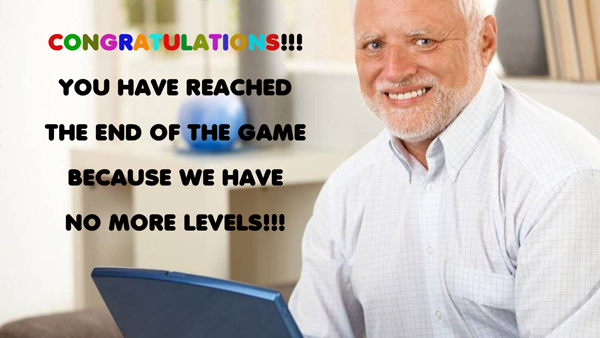 CONGRATULATIONS!!!
YOU HAVE REACHED
THE END OF THE GAME
BECAUSE WE HAVE
NO MORE LEVELS!!!